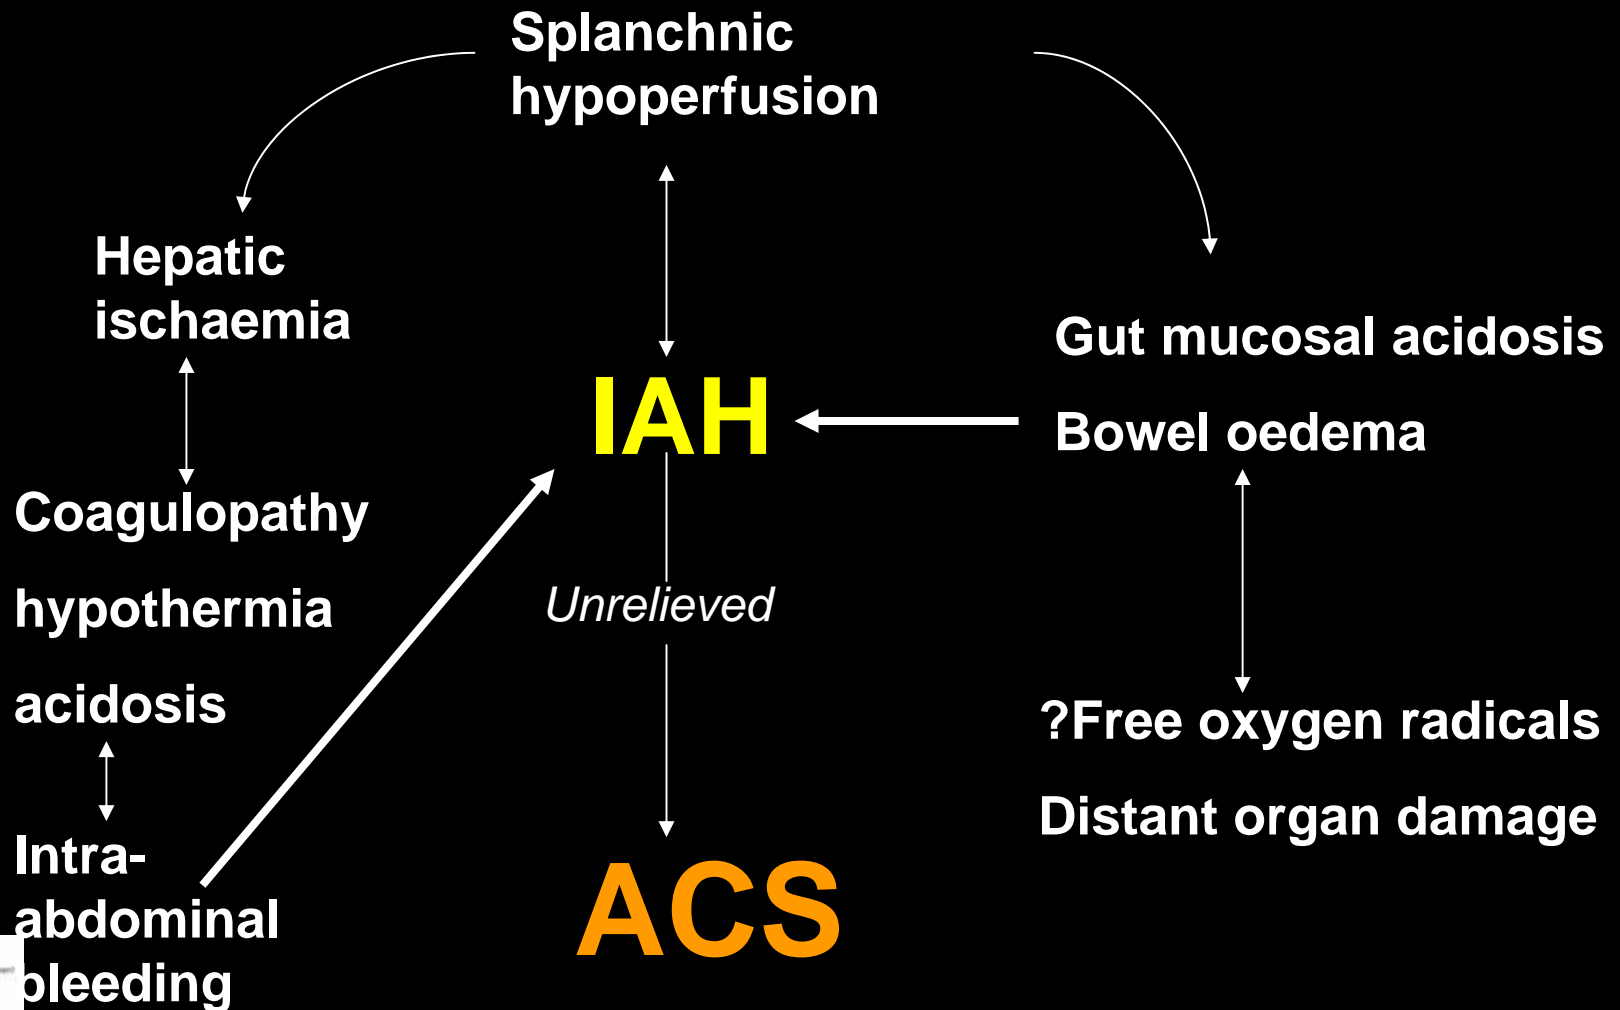 Splanchnic
hypoperfusion
Hepatic
ischaemia
Gut mucosal acidosis
IAH
Bowel oedema
Coagulopathy
hypothermia
Unrelieved
acidosis
?Free oxygen radicals
Distant organ damage
Intra-
abdominal
bleeding
ACS